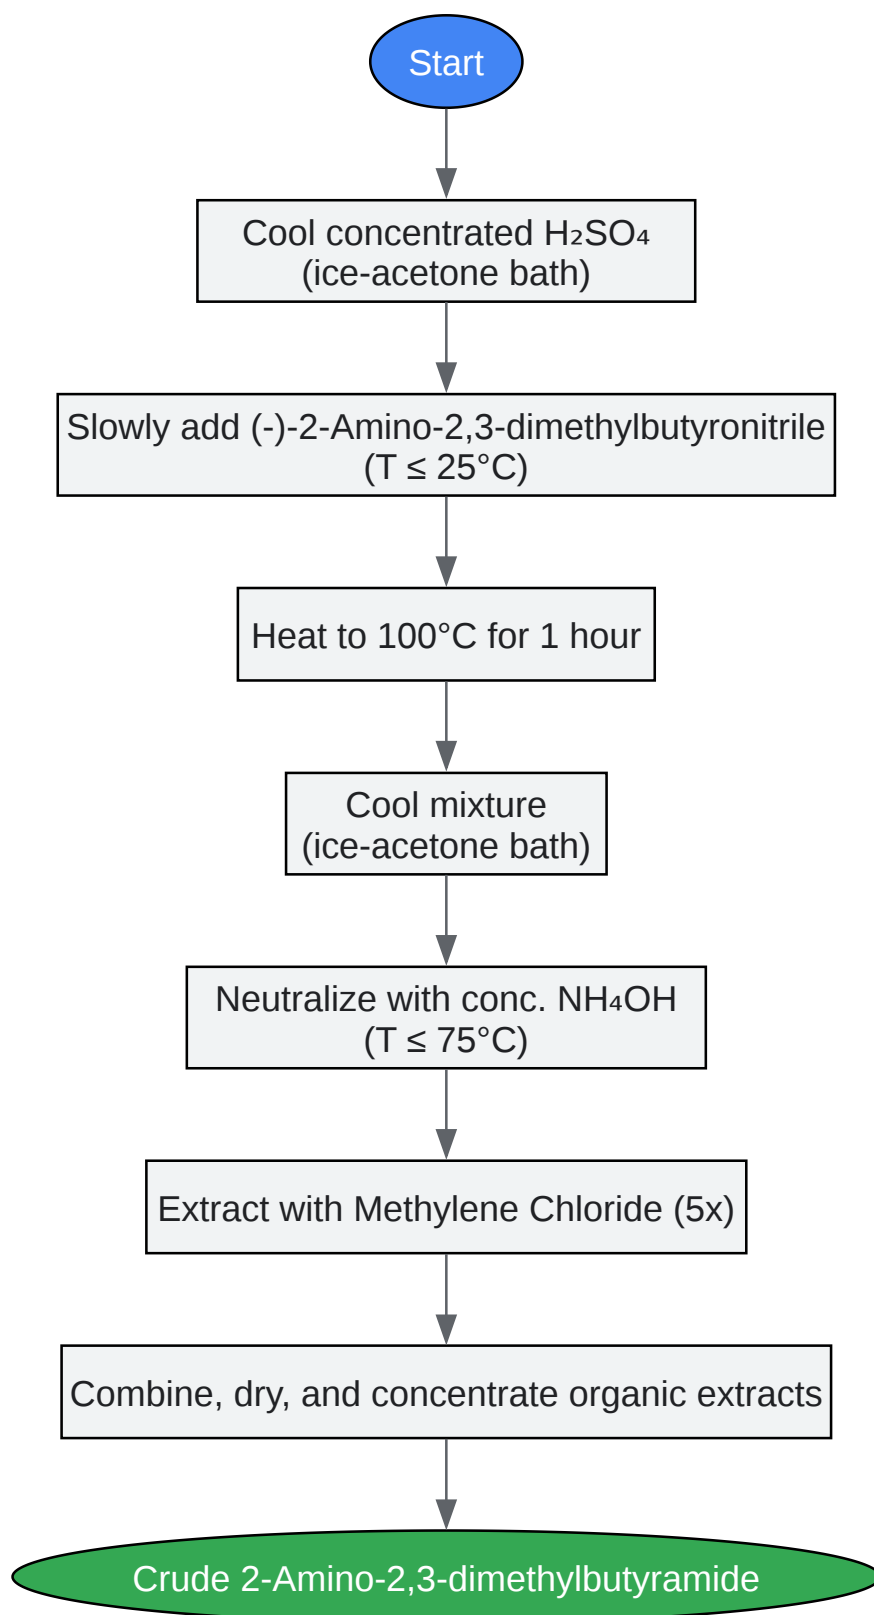 Start
Cool concentrated H₂SO₄
(ice-acetone bath)
Slowly add (-)-2-Amino-2,3-dimethylbutyronitrile
(T ≤ 25°C)
Heat to 100°C for 1 hour
Cool mixture
(ice-acetone bath)
Neutralize with conc. NH₄OH
(T ≤ 75°C)
Extract with Methylene Chloride (5x)
Combine, dry, and concentrate organic extracts
Crude 2-Amino-2,3-dimethylbutyramide